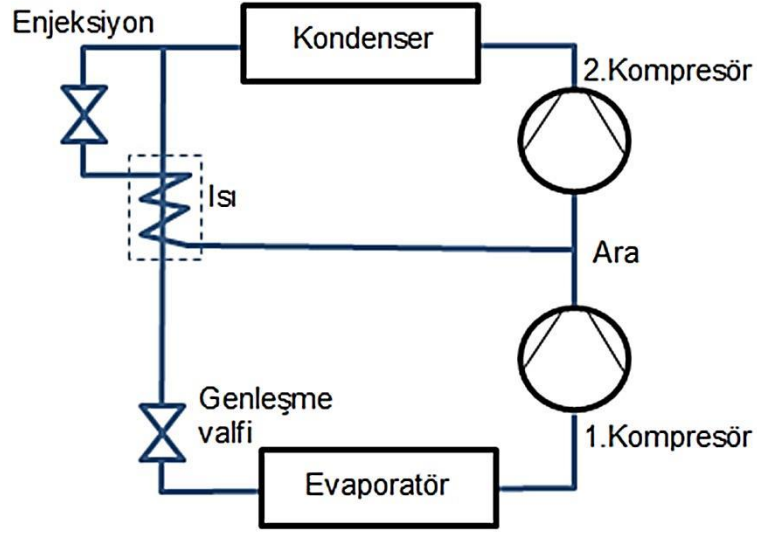 Enjeksiyon
Kondenser
2.Kompresör
Isı
Ara
Genleşme
valfi
1.Kompresör
Evaporatör